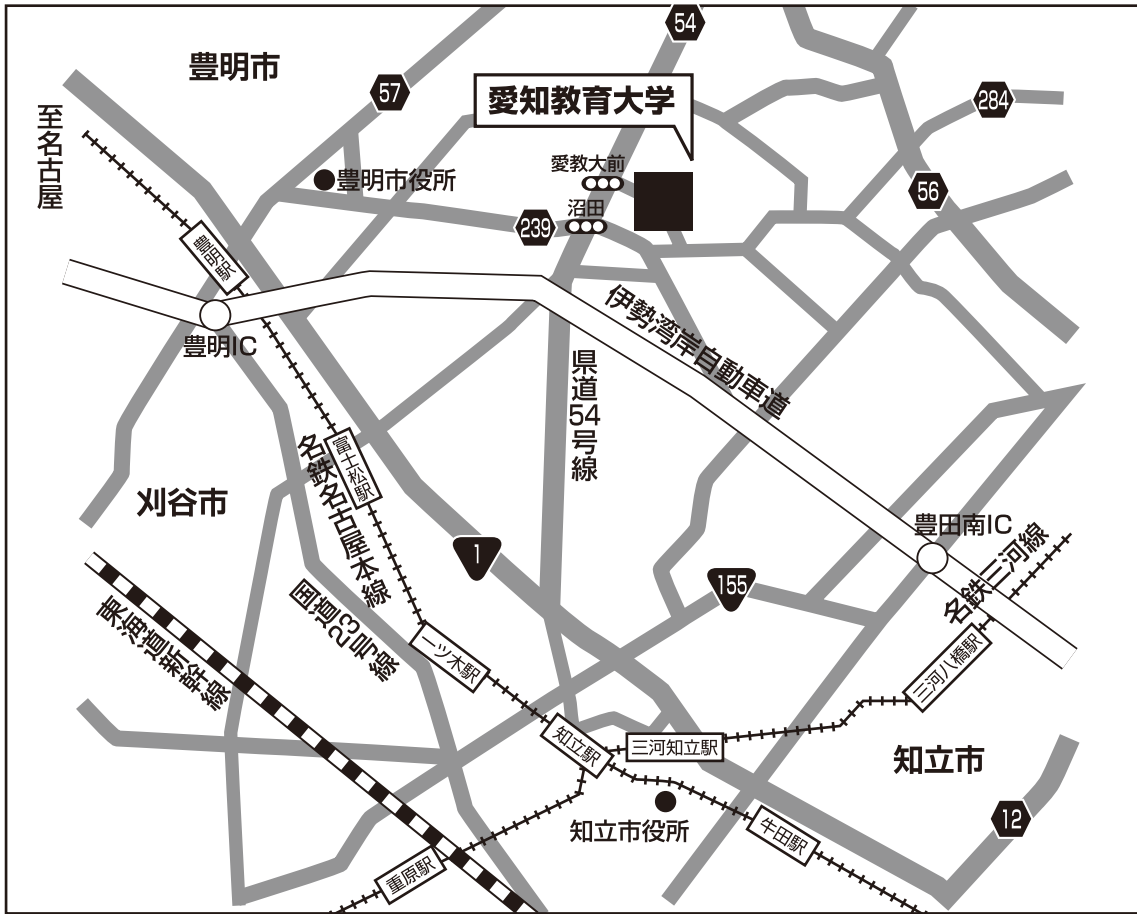 54
豊明市
57
愛知教育大学
284
至名古屋
愛教大前
豊明市役所
56
沼田
239
豊明駅
伊勢湾岸自動車道
豊明IC
県道54号線
名鉄名古屋本線
富士松駅
刈谷市
豊田南IC
1
155
名鉄三河線
東海道新幹線
国道23号線
一ツ木駅
三河八橋駅
知立駅
三河知立駅
知立市
12
知立市役所
牛田駅
重原駅